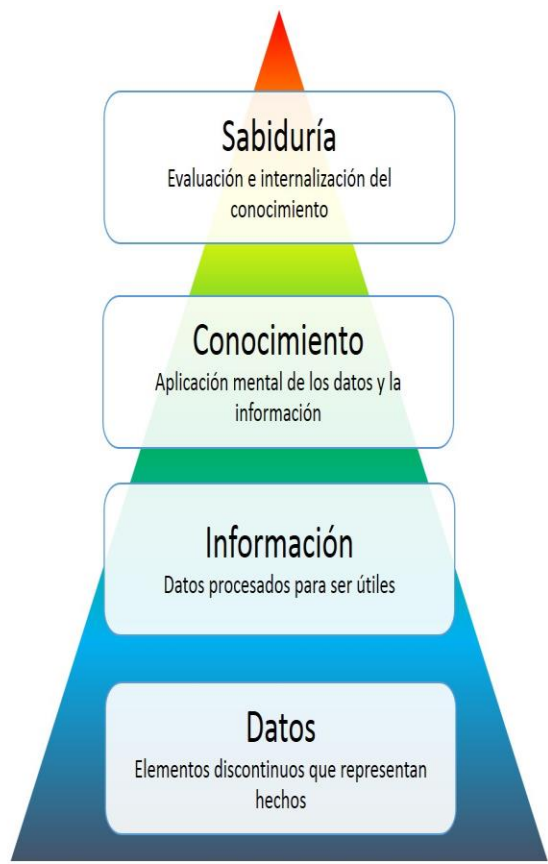 Sabiduría
Evaluación e internalización del
conocimiento
Conocimiento
Aplicación mental de los datos y la
información
Información
Datos procesados para ser útiles
Datos
Elementos discontinuos que representan
hechos